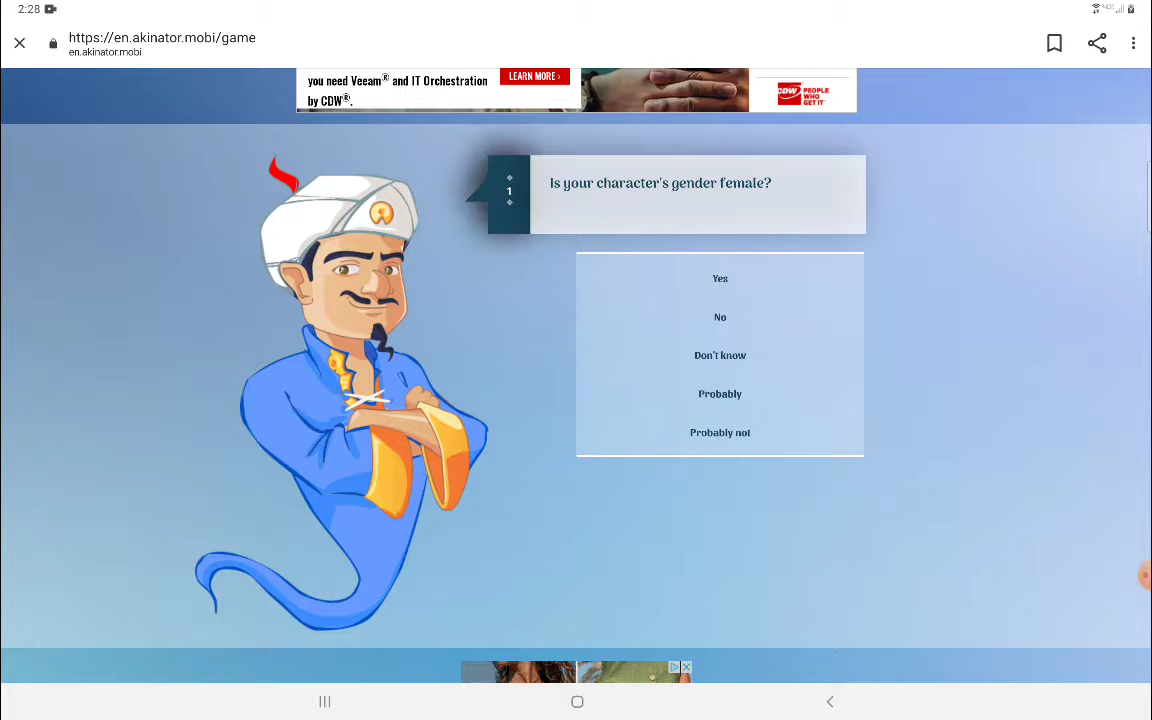 2:28
https://en.akinator.mobi/game
en.akinator.mobi
you need Veeam® and IT Orchestration
by CDW®.
LEARN MORE ›
CDW
PEOPLE
WHO
GET IT
1
Is your character's gender female?
Yes
No
Don't know
Probably
Probably not